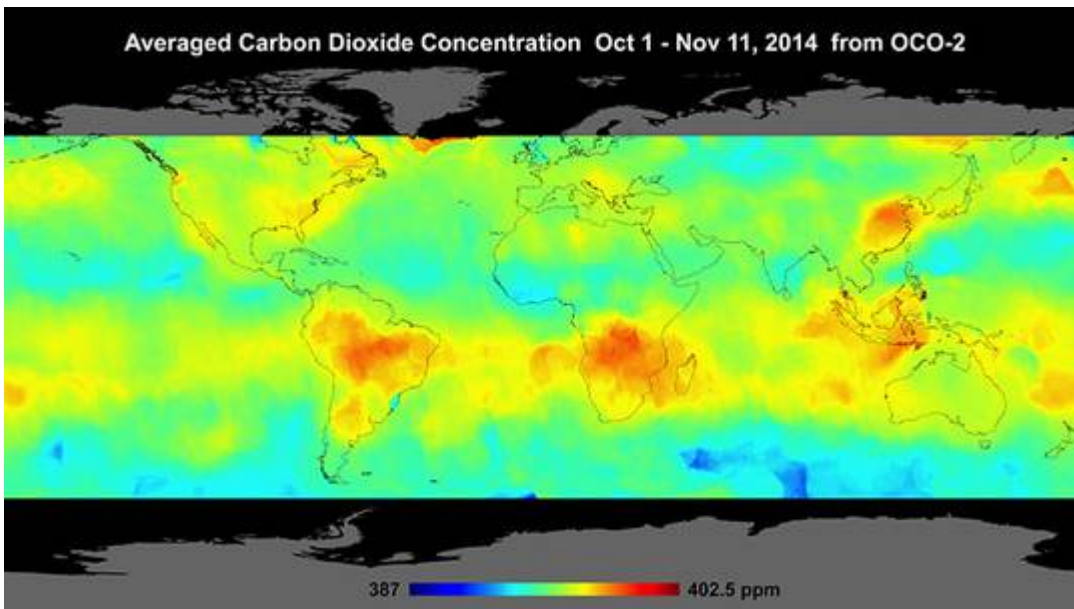 Averaged Carbon Dioxide Concentration Oct 1 - Nov 11, 2014 from OCO-2
387 402.5 ppm